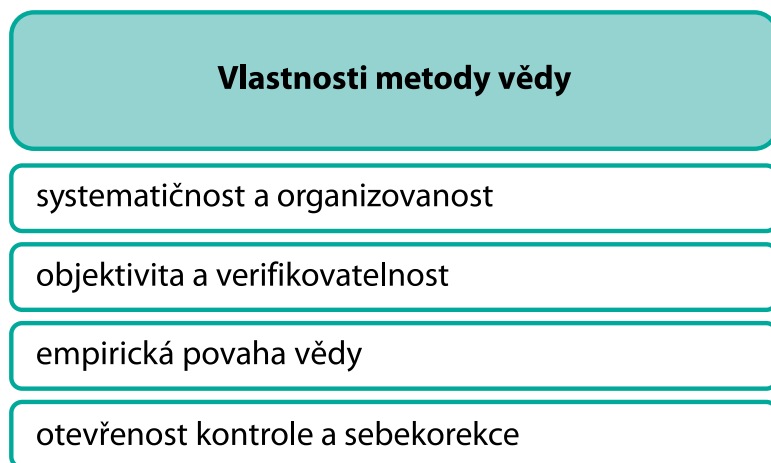 Vlastnosti metody vědy
systematičnost a organizovanost
objektivita a verifikovatelnost
empirická povaha vědy
otevřenost kontrole a sebekorekce